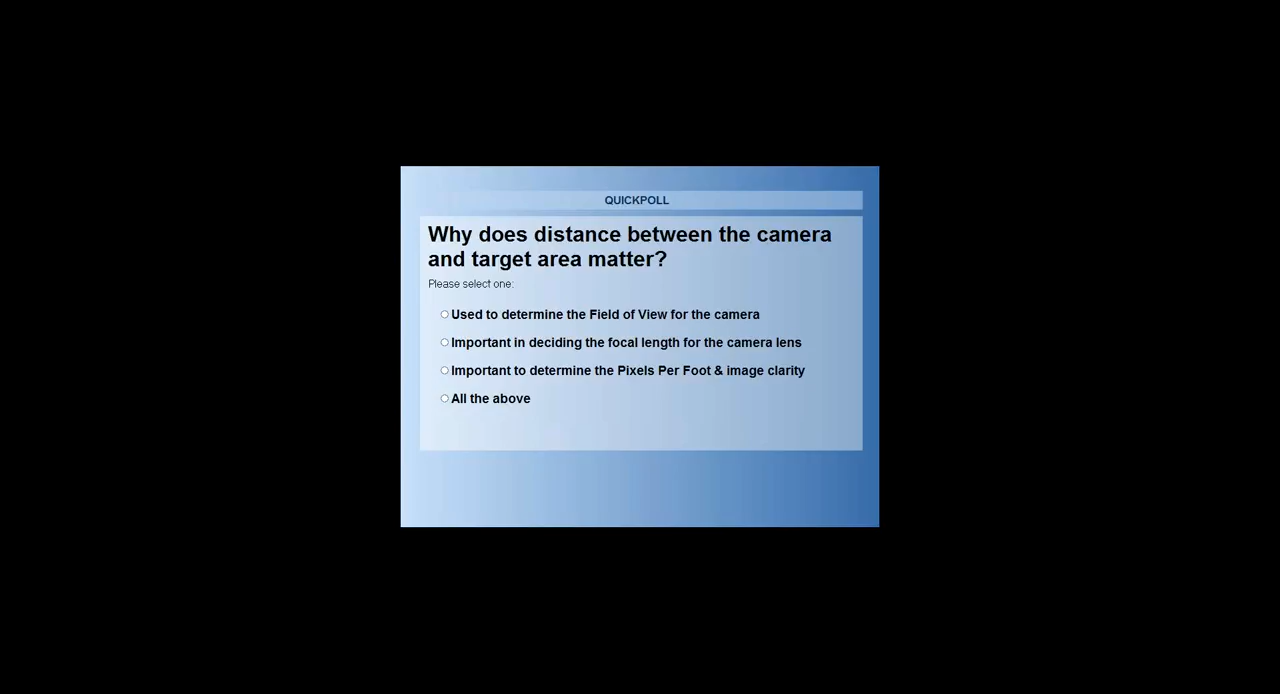 QUICKPOLL
Why does distance between the camera
and target area matter?
Please select one:
Used to determine the Field of View for the camera
Important in deciding the focal length for the camera lens
Important to determine the Pixels Per Foot & image clarity
All the above